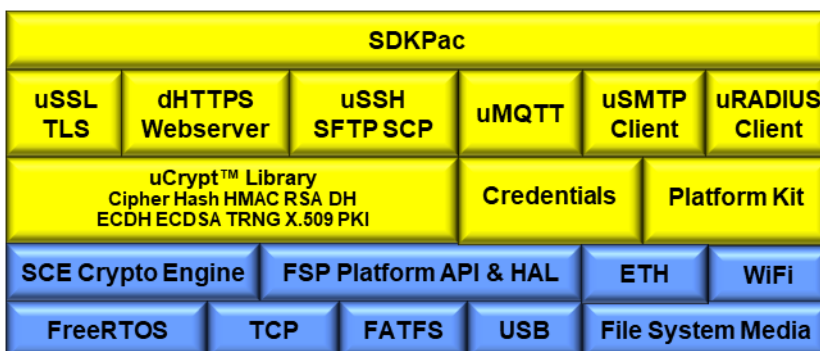 SDKPac
uSSL
TLS
dHTTPS
Webserver
uSSH
SFTP SCP
uMQTT
uSMTP
Client
uRADIUS
Client
uCrypt™ Library
Cipher Hash HMAC RSA DH
ECDH ECDSA TRNG X.509 PKI
Credentials
Platform Kit
SCE Crypto Engine
FSP Platform API & HAL
ETH
WiFi
FreeRTOS
TCP
FATFS
USB
File System Media